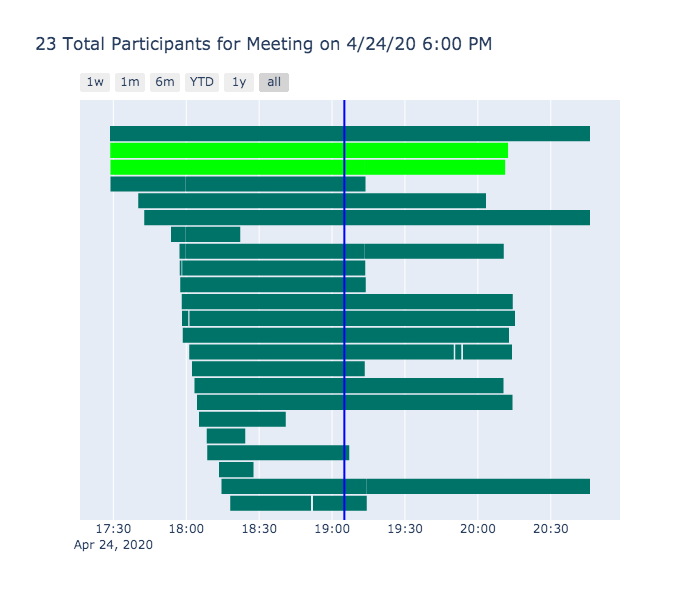 23 Total Participants for Meeting on 4/24/20 6:00 PM
1w 1m 6m YTD 1y all
17:30 18:00 18:30 19:00 19:30 20:00 20:30
Apr 24, 2020